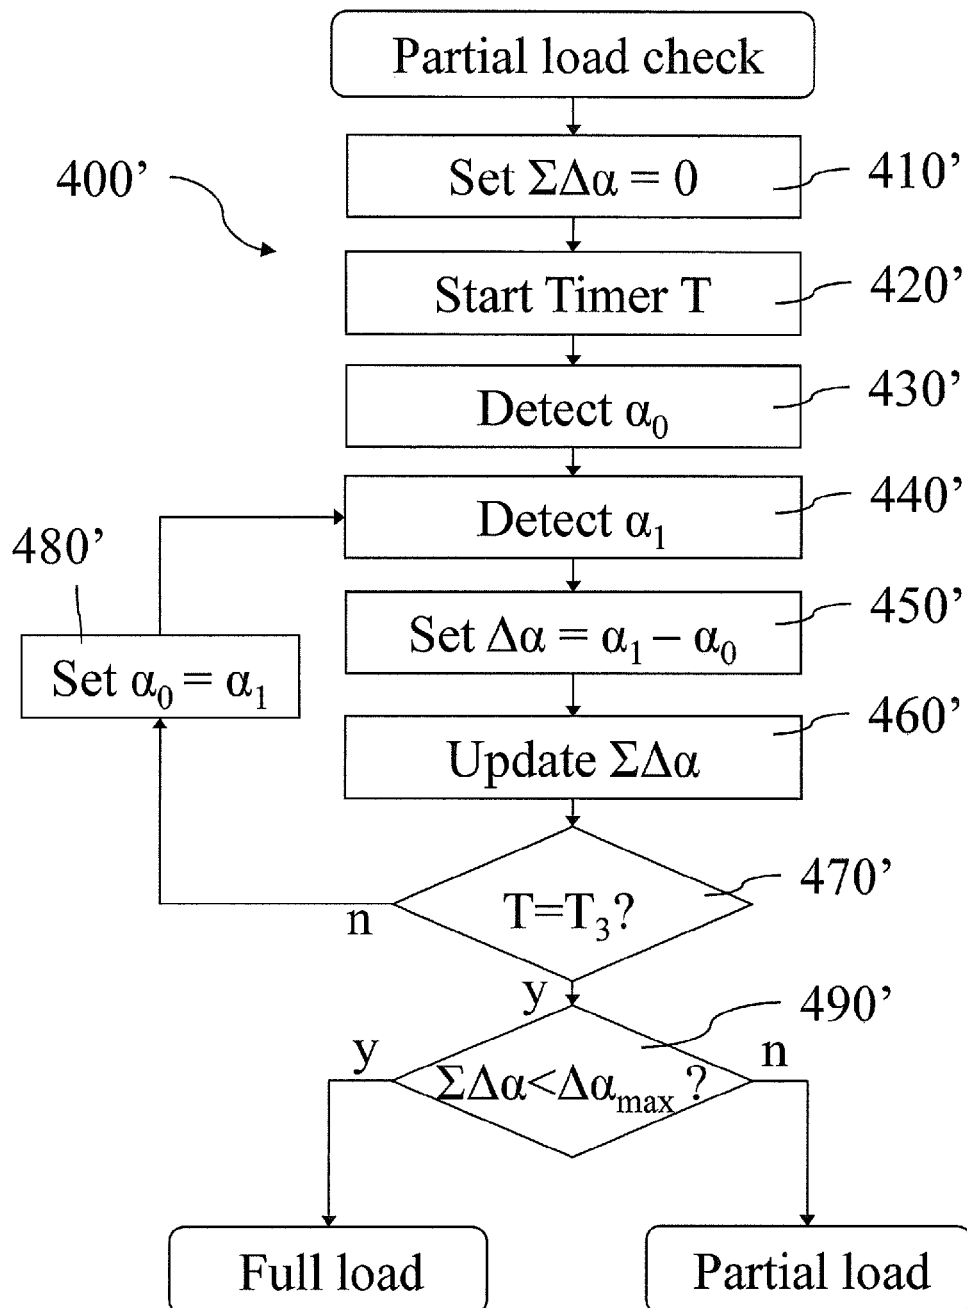 Partial load check
400’
Set ΣΔα = 0
410’
Start Timer T
420’
Detect α₀
430’
Detect α₁
440’
480’
Set Δα = α₁ – α₀
450’
Set α₀ = α₁
Update ΣΔα
460’
T=T₃?
470’
n
y
490’
y
n
ΣΔα<Δαmax ?
Full load
Partial load